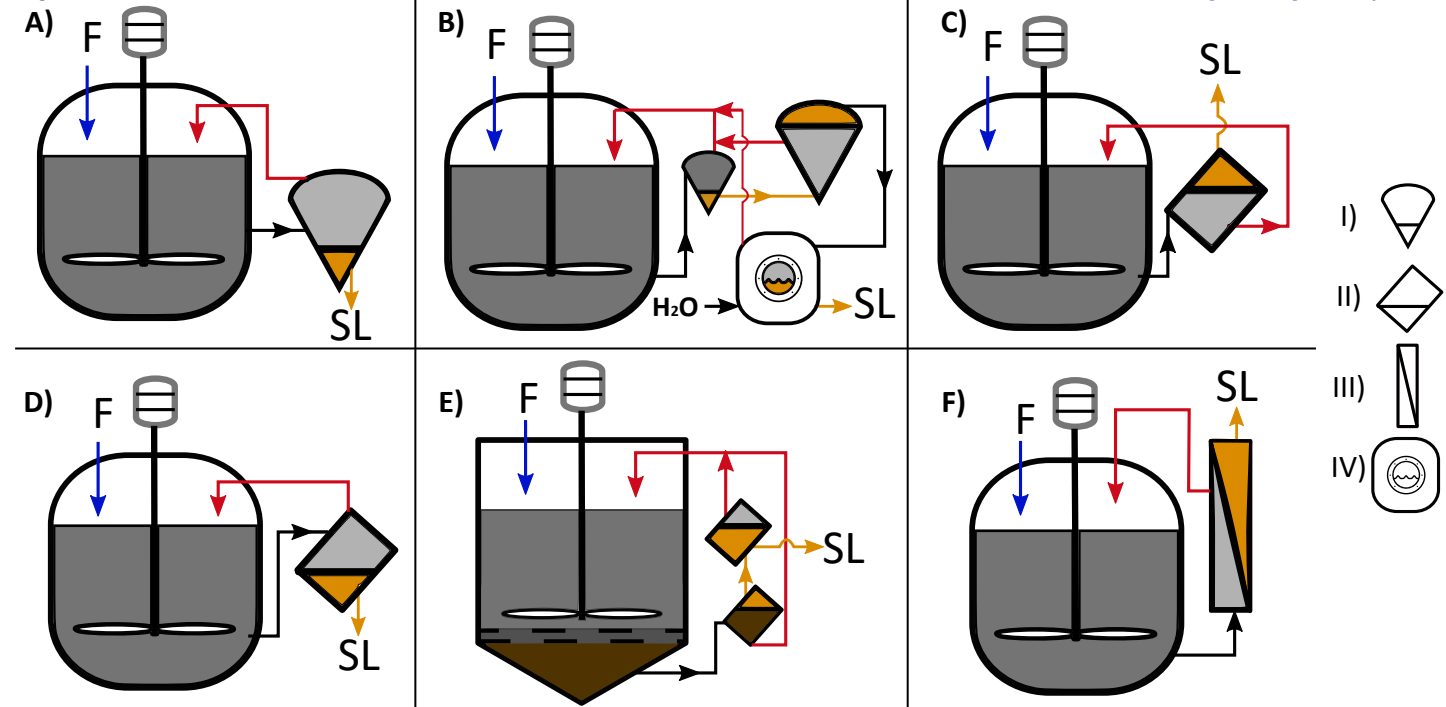 A)
F
SL
B)
F
H₂O
SL
C)
F
SL
D)
F
SL
E)
F
SL
F)
F
SL
I)
II)
III)
IV)